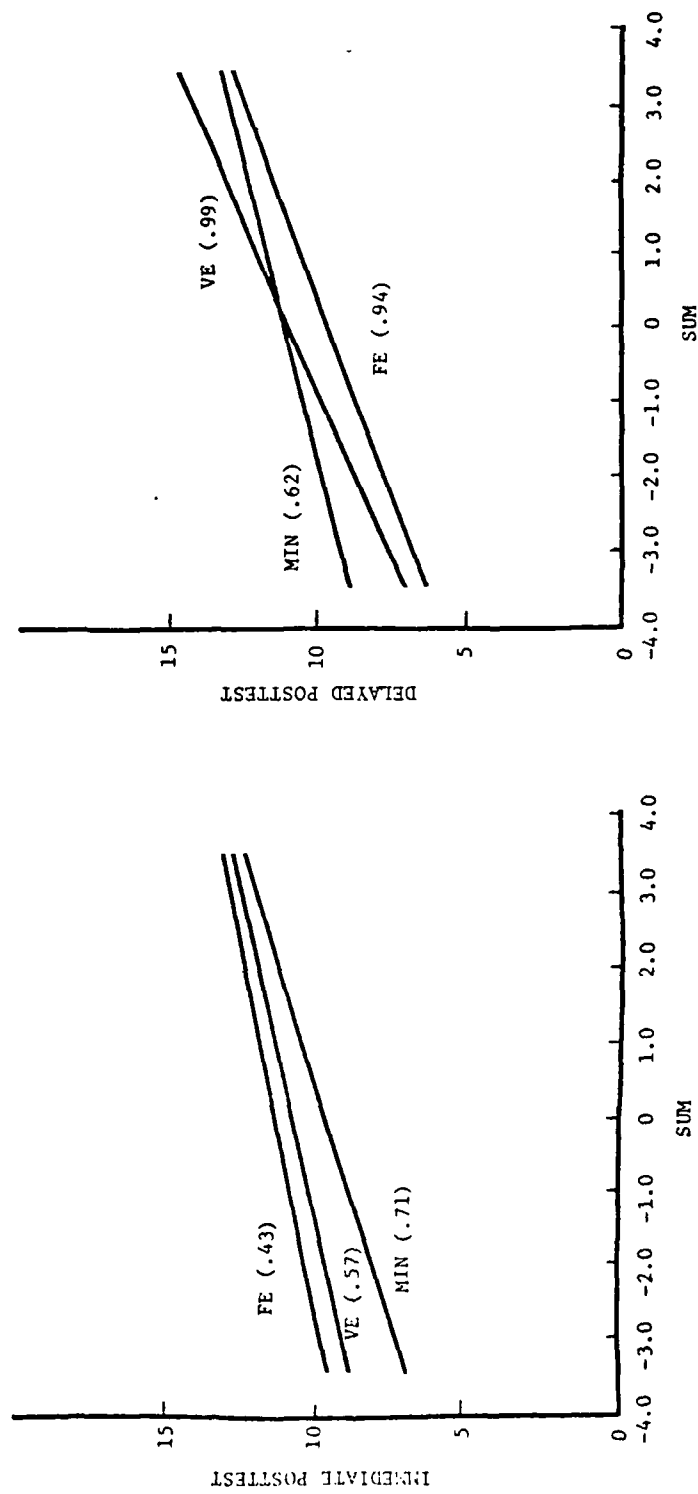 IMMEDIATE POSTTEST
15
10
5
0
FE (.43)
VE (.57)
MIN (.71)
-4.0 -3.0 -2.0 -1.0 0 1.0 2.0 3.0 4.0
SUM
DELAYED POSTTEST
15
10
5
0
MIN (.62)
VE (.99)
FE (.94)
-4.0 -3.0 -2.0 -1.0 0 1.0 2.0 3.0 4.0
SUM